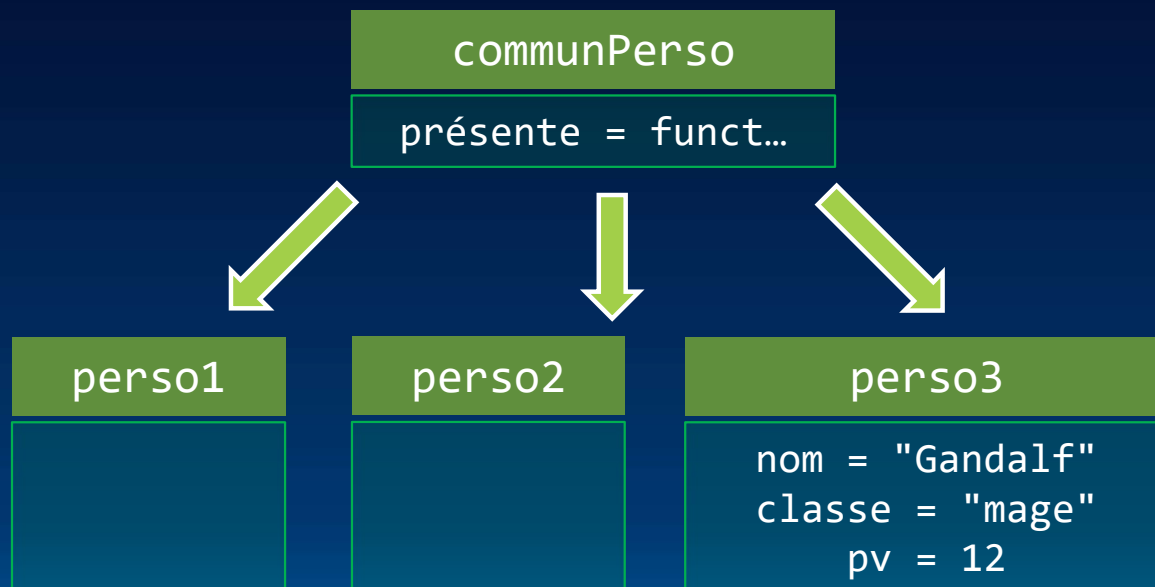 communPerso
présente = funct…
perso1
perso2
perso3
nom = "Gandalf"
classe = "mage"
pv = 12